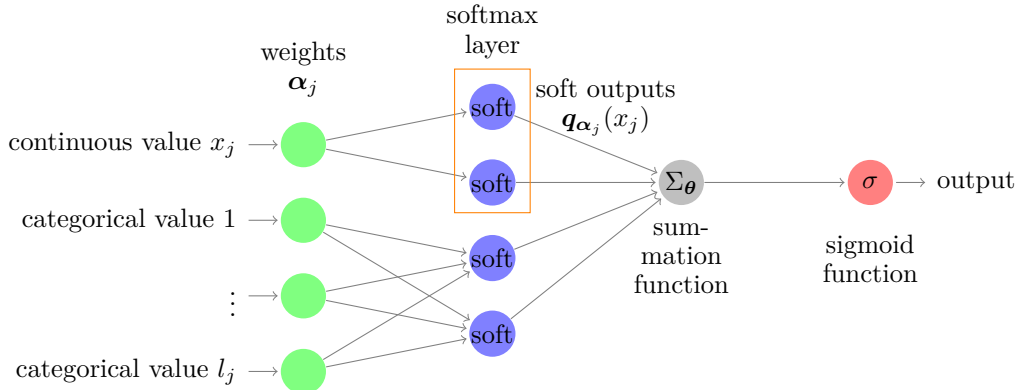 softmax
layer
weights
𝜶_j
soft
soft outputs
𝒒_{𝜶_j}(x_j)
continuous value x_j
soft
Σ_𝜽
σ
output
categorical value 1
soft
sum-
mation
function
sigmoid
function
⋮
soft
categorical value l_j